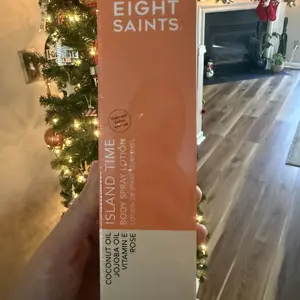 EIGHT
SAINTS
ISLAND TIME
BODY SPRAY LOTION
COCONUT OIL
JOJOBA OIL
VITAMIN E
ROSE